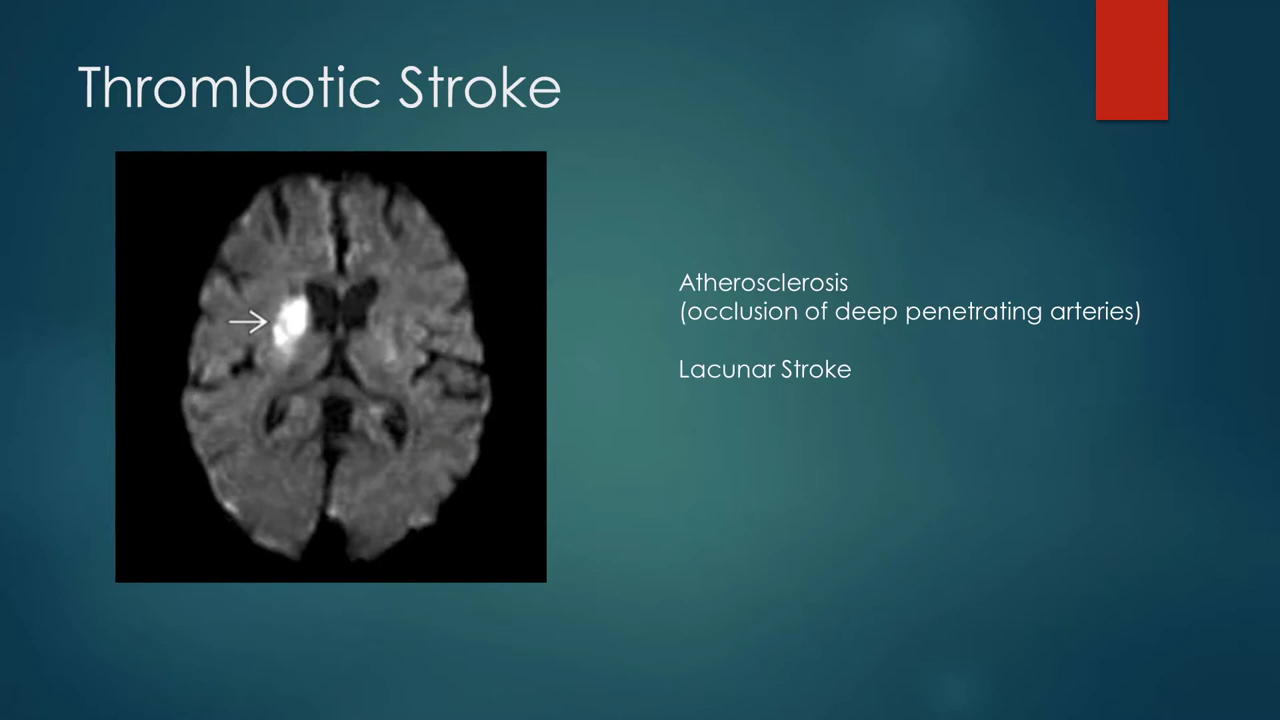 Thrombotic Stroke
Atherosclerosis
(occlusion of deep penetrating arteries)
Lacunar Stroke